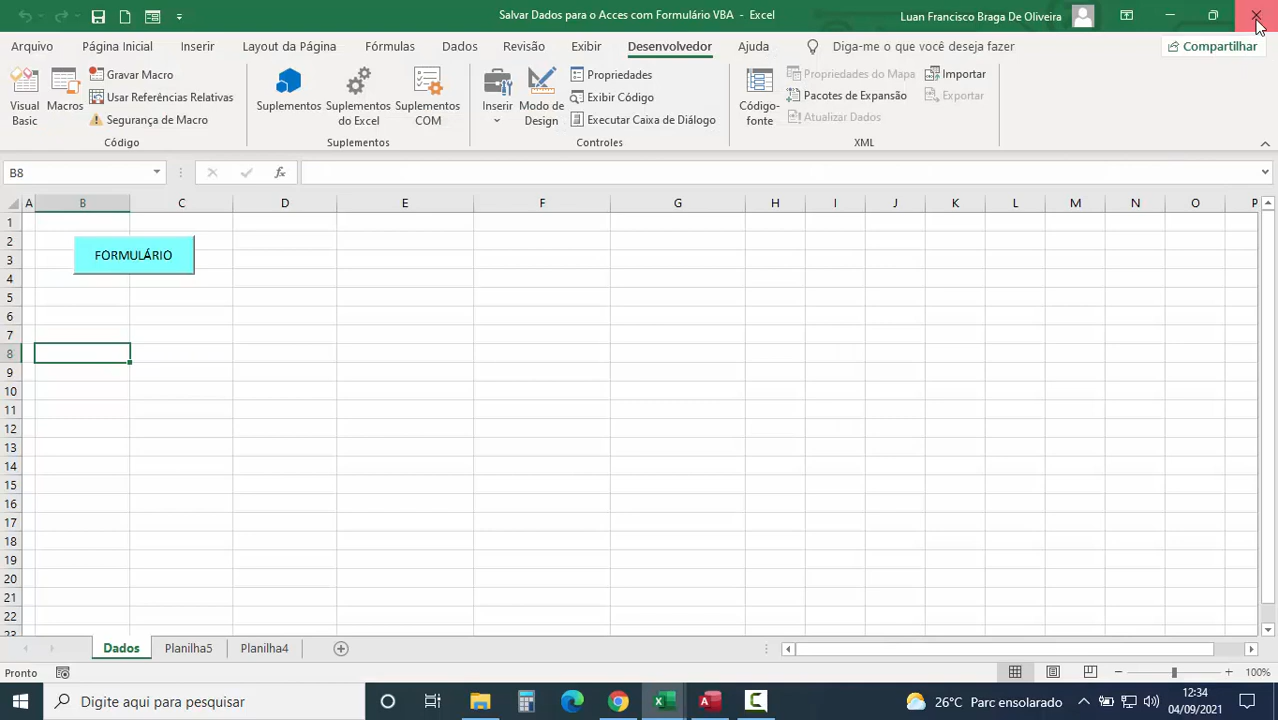 Salvar Dados para o Acces com Formulário VBA - Excel
Luan Francisco Braga De Oliveira
Arquivo Página Inicial Inserir Layout da Página Fórmulas Dados Revisão Exibir Desenvolvedor Ajuda Diga-me o que você deseja fazer Compartilhar
Visual Basic
Macros
Gravar Macro
Usar Referências Relativas
Segurança de Macro
Código
Suplementos
Suplementos do Excel
Suplementos COM
Suplementos
Inserir
Modo de Design
Propriedades
Exibir Código
Executar Caixa de Diálogo
Controles
Código-fonte
Propriedades do Mapa
Pacotes de Expansão
Atualizar Dados
Importar
Exportar
XML
B8
fx
A B C D E F G H I J K L M N O P
1
2
FORMULÁRIO
3
4
5
6
7
8
9
10
11
12
13
14
15
16
17
18
19
20
21
22
23
Dados Planilha5 Planilha4
Pronto
100%
Digite aqui para pesquisar
26°C Parc ensolarado
12:34
04/09/2021